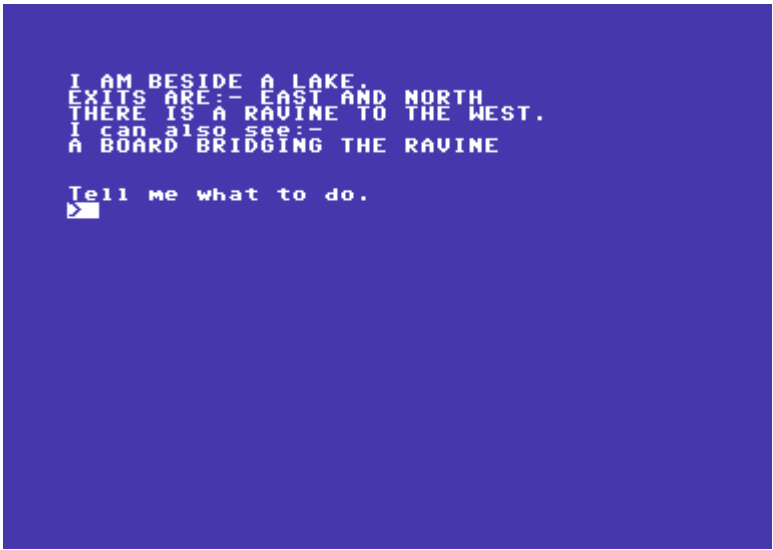 I AM BESIDE A LAKE.
EXITS ARE:- EAST AND NORTH
THERE IS A RAVINE TO THE WEST.
I can also see:-
A BOARD BRIDGING THE RAVINE
Tell me what to do.
>